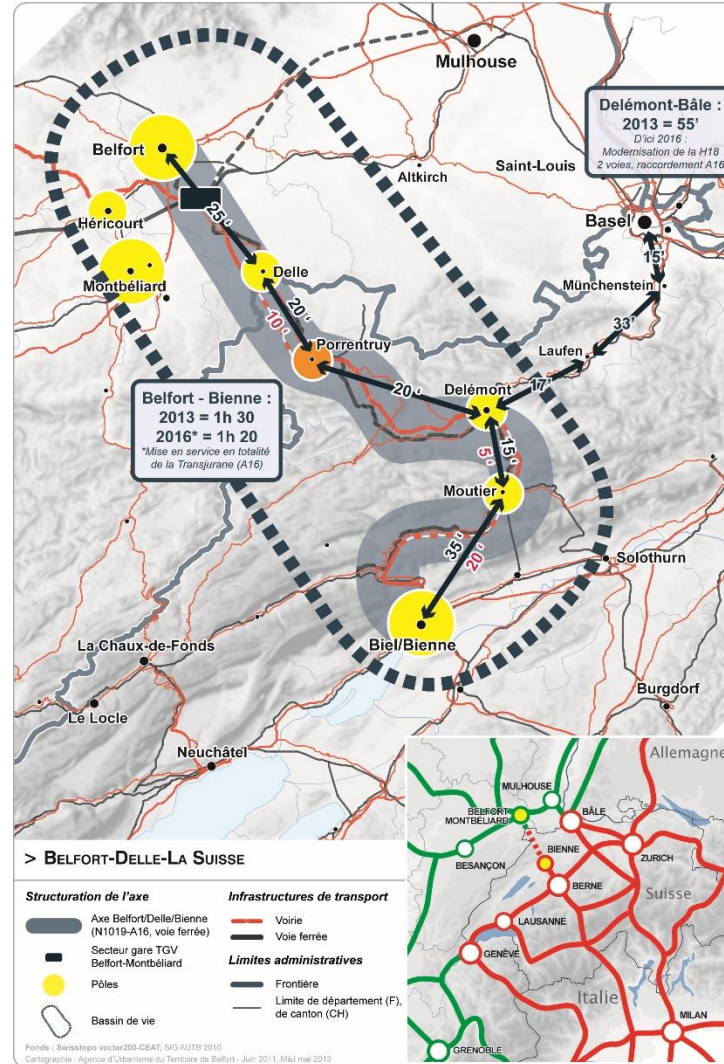 Mulhouse
Delémont-Bâle :
2013 = 55'
D'ici 2016 :
Modernisation de la H18
2 voies, raccordement A16
Belfort
Altkirch
Saint-Louis
Héricourt
Basel
25'
15'
Montbéliard
Delle
Münchenstein
20'
10'
33'
Porrentruy
Laufen
20'
Delémont
17'
Belfort - Bienne :
2013 = 1h 30
2016* = 1h 20
*Mise en service en totalité
de la Transjurane (A16)
15'
5'
Moutier
35'
20'
Solothurn
Biel/Bienne
La Chaux-de-Fonds
Le Locle
Burgdorf
Neuchâtel
> BELFORT-DELLE-LA SUISSE
Structuration de l'axe
Axe Belfort/Delle/Bienne
(N1019-A16, voie ferrée)
Secteur gare TGV
Belfort-Montbéliard
Pôles
Bassin de vie
Infrastructures de transport
Voirie
Voie ferrée
Limites administratives
Frontière
Limite de département (F),
de canton (CH)
Fonds : Swisstopo vector200-CEAT, SIG AUTB 2010
Cartographie : Agence d'Urbanisme du Territoire de Belfort - Juin 2011, MàJ mai 2013
Allemagne
MULHOUSE
BELFORT
MONTBÉLIARD
BÂLE
BIENNE
BESANÇON
ZURICH
BERNE
Suisse
LAUSANNE
GENÈVE
Italie
MILAN
GRENOBLE